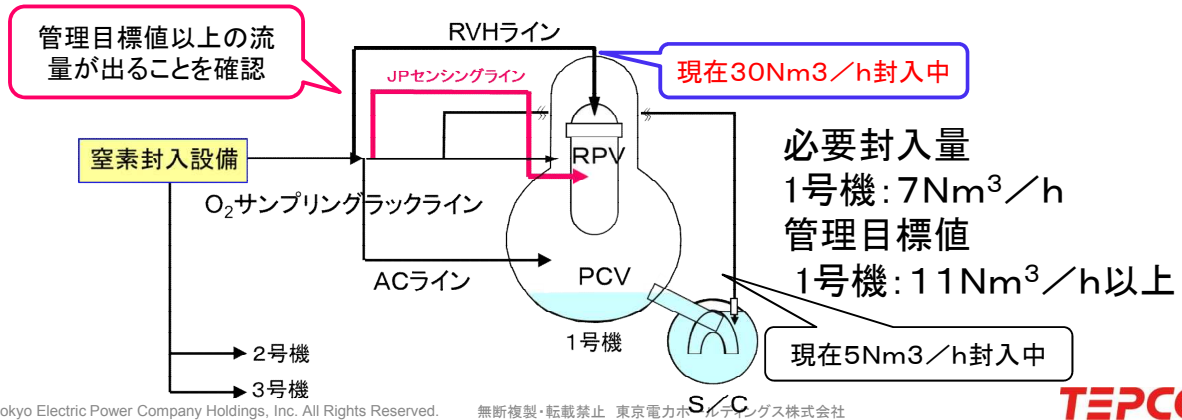 管理目標値以上の流
量が出ることを確認
RVHライン
JPセンシングライン
現在30Nm3／h封入中
窒素封入設備
RPV
O₂サンプリングラックライン
必要封入量
1号機：7Nm³／h
管理目標値
1号機：11Nm³／h以上
ACライン
PCV
1号機
現在5Nm3／h封入中
2号機
3号機
S/C
okyo Electric Power Company Holdings, Inc. All Rights Reserved.
無断複製・転載禁止 東京電力ホールディングス株式会社
TEPCO